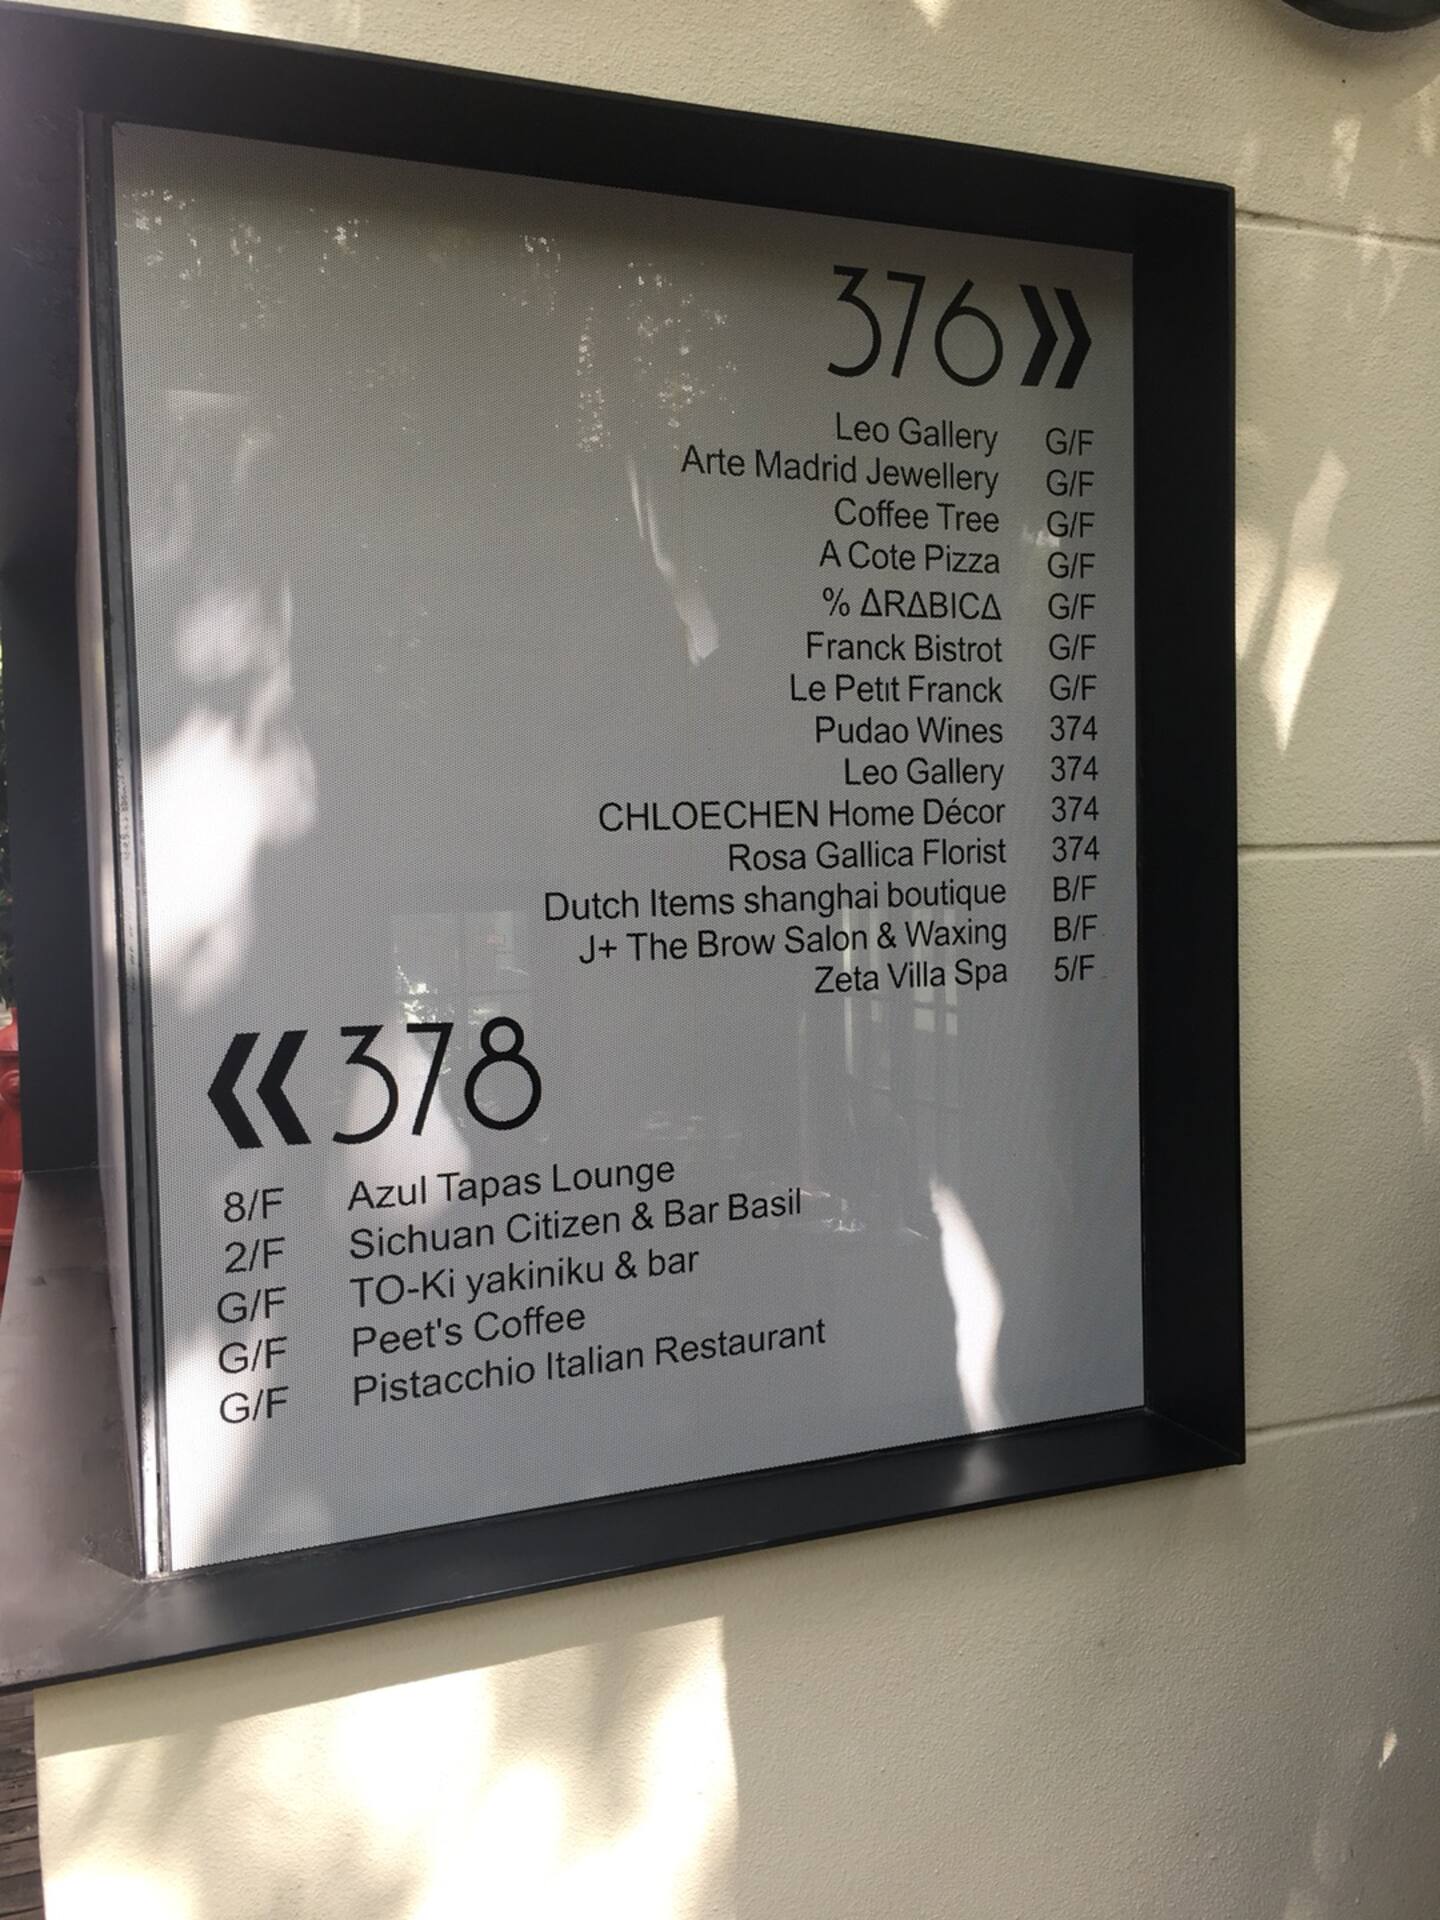 376 »
Leo Gallery G/F
Arte Madrid Jewellery G/F
Coffee Tree G/F
A Cote Pizza G/F
% ∆R∆BIC∆ G/F
Franck Bistrot G/F
Le Petit Franck G/F
Pudao Wines 374
Leo Gallery 374
CHLOECHEN Home Décor 374
Rosa Gallica Florist 374
Dutch Items shanghai boutique B/F
J+ The Brow Salon & Waxing B/F
Zeta Villa Spa 5/F
« 378
8/F Azul Tapas Lounge
2/F Sichuan Citizen & Bar Basil
G/F TO-Ki yakiniku & bar
G/F Peet's Coffee
G/F Pistacchio Italian Restaurant